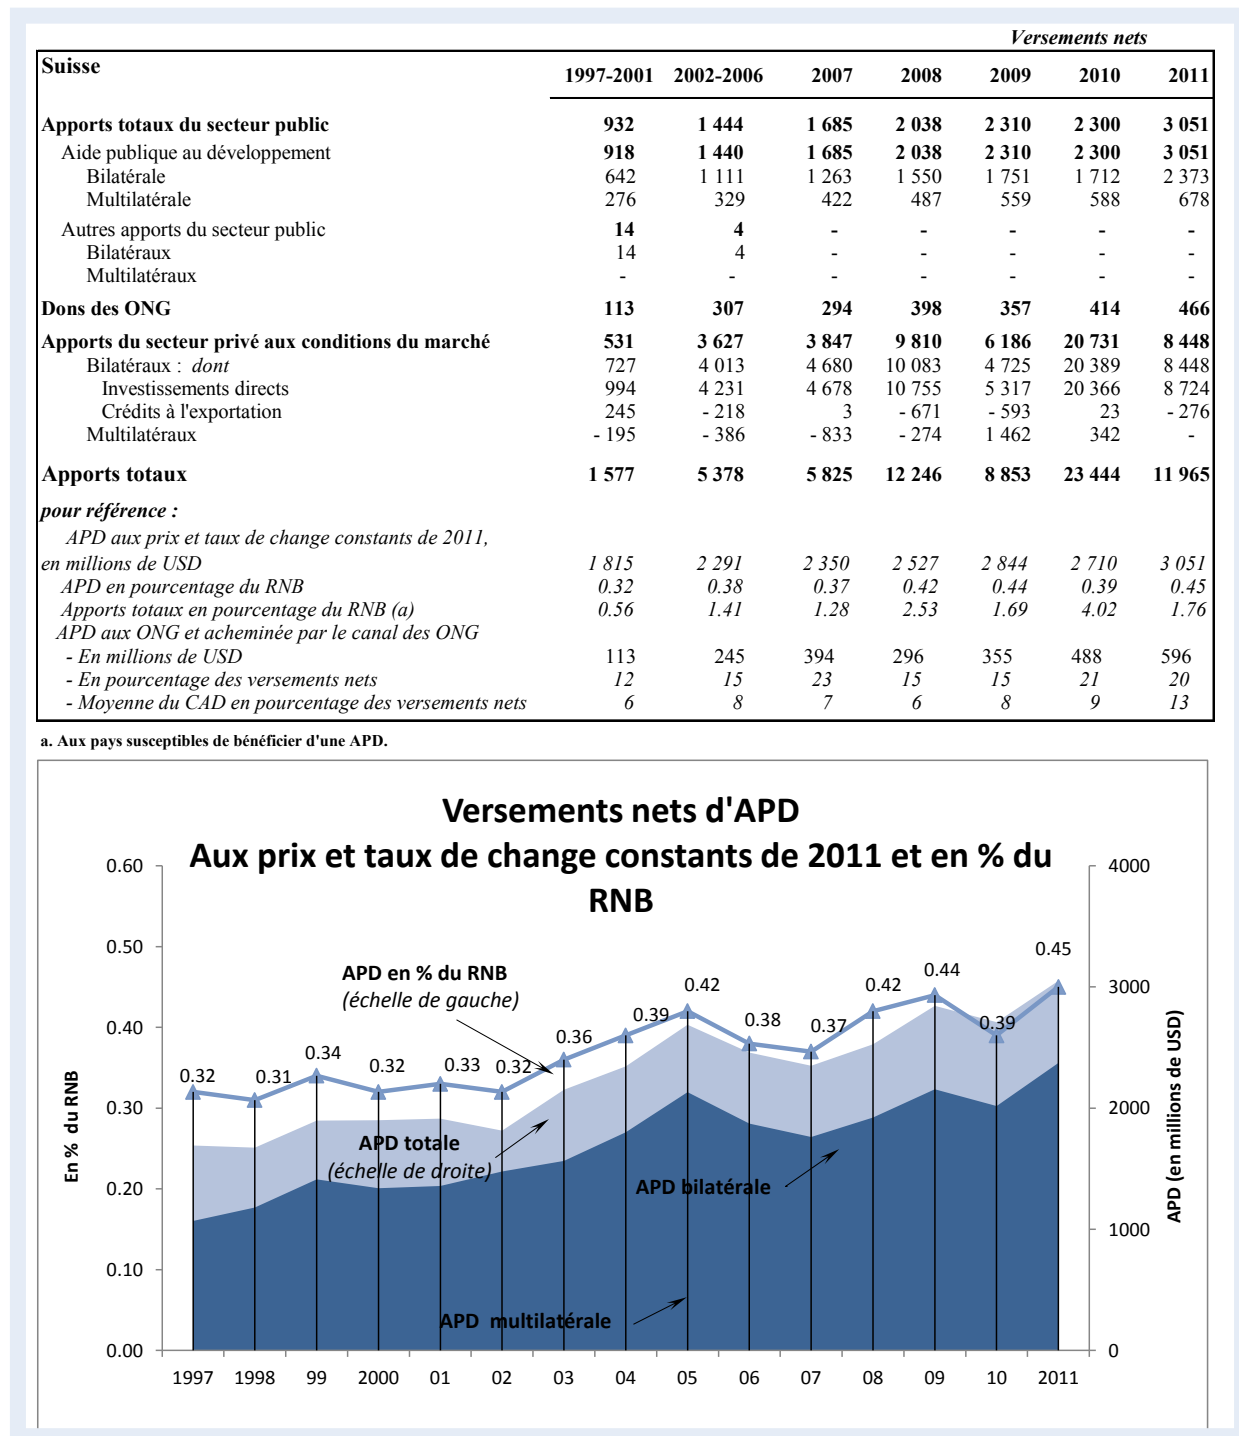 Versements nets
Suisse 1997-2001 2002-2006 2007 2008 2009 2010 2011
Apports totaux du secteur public 932 1 444 1 685 2 038 2 310 2 300 3 051
Aide publique au développement 918 1 440 1 685 2 038 2 310 2 300 3 051
Bilatérale 642 1 111 1 263 1 550 1 751 1 712 2 373
Multilatérale 276 329 422 487 559 588 678
Autres apports du secteur public 14 4 - - - - -
Bilatéraux 14 4 - - - - -
Multilatéraux - - - - - - -
Dons des ONG 113 307 294 398 357 414 466
Apports du secteur privé aux conditions du marché 531 3 627 3 847 9 810 6 186 20 731 8 448
Bilatéraux : dont 727 4 013 4 680 10 083 4 725 20 389 8 448
Investissements directs 994 4 231 4 678 10 755 5 317 20 366 8 724
Crédits à l'exportation 245 - 218 3 - 671 - 593 23 - 276
Multilatéraux - 195 - 386 - 833 - 274 1 462 342 -
Apports totaux 1 577 5 378 5 825 12 246 8 853 23 444 11 965
pour référence :
APD aux prix et taux de change constants de 2011,
en millions de USD 1 815 2 291 2 350 2 527 2 844 2 710 3 051
APD en pourcentage du RNB 0.32 0.38 0.37 0.42 0.44 0.39 0.45
Apports totaux en pourcentage du RNB (a) 0.56 1.41 1.28 2.53 1.69 4.02 1.76
APD aux ONG et acheminée par le canal des ONG
- En millions de USD 113 245 394 296 355 488 596
- En pourcentage des versements nets 12 15 23 15 15 21 20
- Moyenne du CAD en pourcentage des versements nets 6 8 7 6 8 9 13
a. Aux pays susceptibles de bénéficier d'une APD.
Versements nets d'APD
Aux prix et taux de change constants de 2011 et en % du
RNB
0.60
0.50
0.40
0.30
0.20
0.10
0.00
En % du RNB
4000
3000
2000
1000
0
APD (en millions de USD)
APD en % du RNB
(échelle de gauche)
0.32
0.31
0.34
0.32
0.33
0.32
0.36
0.39
0.42
0.38
0.37
0.42
0.44
0.39
0.45
APD totale
(échelle de droite)
APD bilatérale
APD multilatérale
1997 1998 99 2000 01 02 03 04 05 06 07 08 09 10 2011